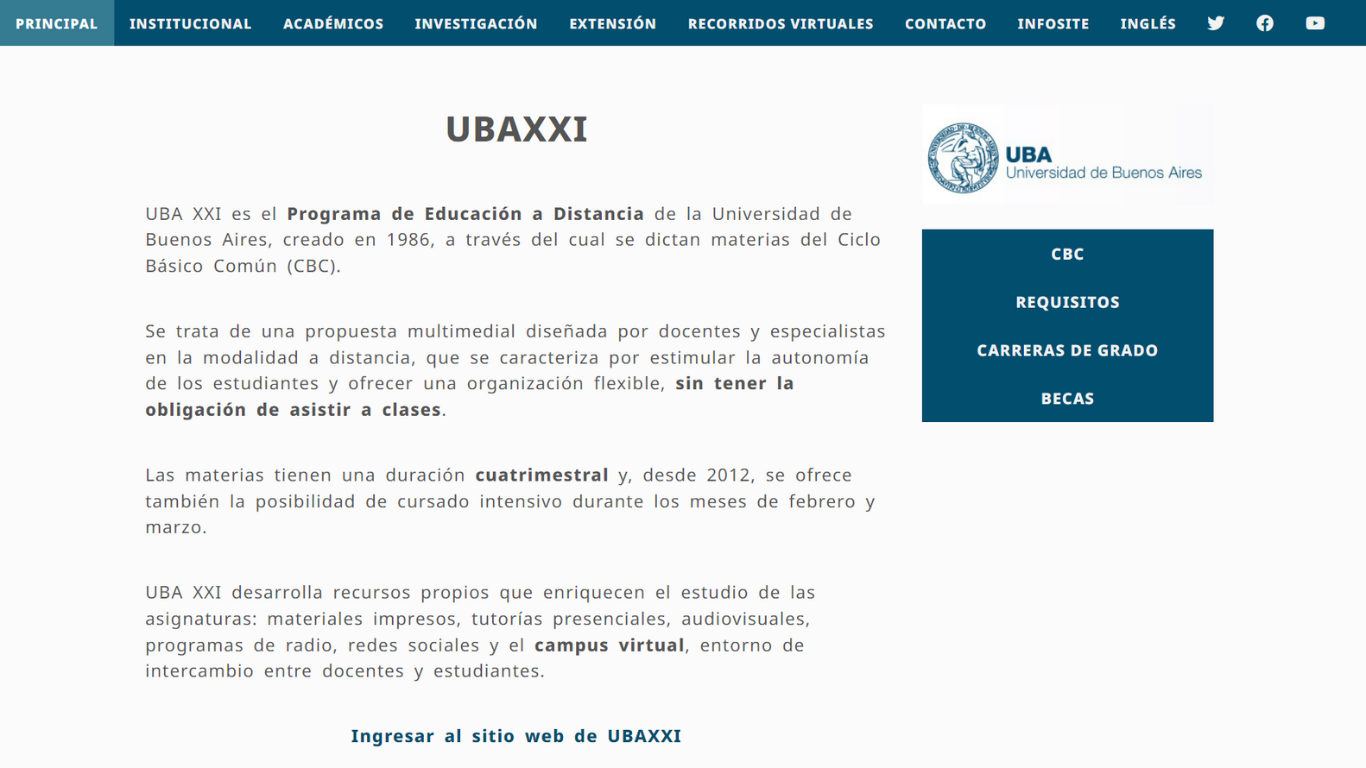 PRINCIPAL INSTITUCIONAL ACADÉMICOS INVESTIGACIÓN EXTENSIÓN RECORRIDOS VIRTUALES CONTACTO INFOSITE INGLÉS
UBAXXI
UBA XXI es el Programa de Educación a Distancia de la Universidad de
Buenos Aires, creado en 1986, a través del cual se dictan materias del Ciclo
Básico Común (CBC).
Se trata de una propuesta multimedial diseñada por docentes y especialistas
en la modalidad a distancia, que se caracteriza por estimular la autonomía
de los estudiantes y ofrecer una organización flexible, sin tener la
obligación de asistir a clases.
Las materias tienen una duración cuatrimestral y, desde 2012, se ofrece
también la posibilidad de cursado intensivo durante los meses de febrero y
marzo.
UBA XXI desarrolla recursos propios que enriquecen el estudio de las
asignaturas: materiales impresos, tutorías presenciales, audiovisuales,
programas de radio, redes sociales y el campus virtual, entorno de
intercambio entre docentes y estudiantes.
Ingresar al sitio web de UBAXXI
UBA
Universidad de Buenos Aires
CBC
REQUISITOS
CARRERAS DE GRADO
BECAS